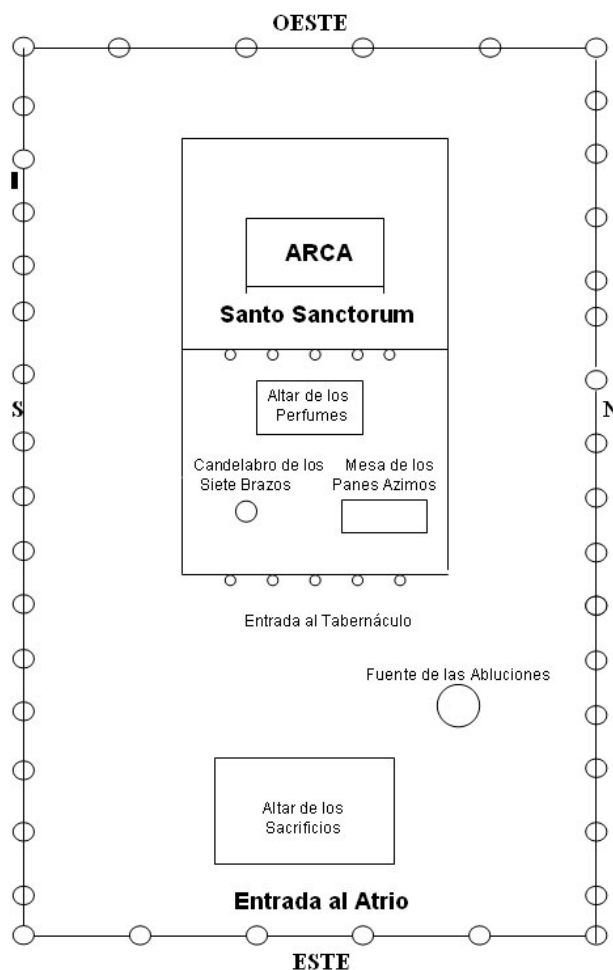 OESTE
ARCA
Santo Sanctorum
Altar de los
Perfumes
S
N
Candelabro de los
Siete Brazos
Mesa de los
Panes Azimos
Entrada al Tabernáculo
Fuente de las Abluciones
Altar de los
Sacrificios
Entrada al Atrio
ESTE